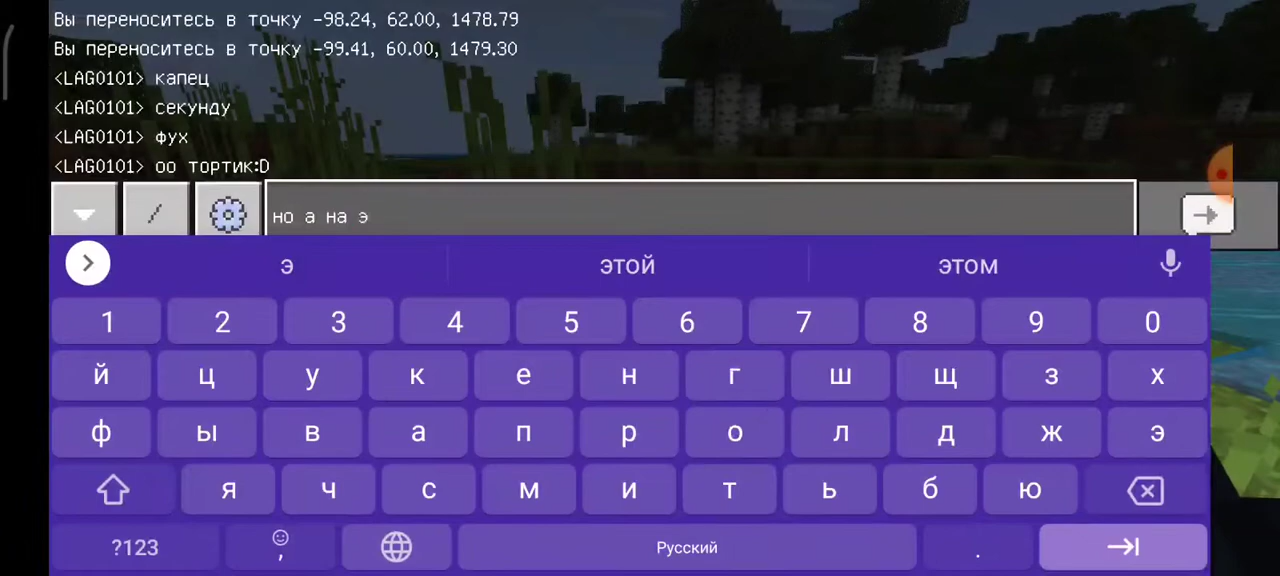 Вы переноситесь в точку -98.24, 62.00, 1478.79
Вы переноситесь в точку -99.41, 60.00, 1479.30
<LAG0101> капец
<LAG0101> секунду
<LAG0101> фух
<LAG0101> оо тортик:D
/ но а на э
э этой этом
1 2 3 4 5 6 7 8 9 0
й ц у к е н г ш щ з х
ф ы в а п р о л д ж э
я ч с м и т ь б ю
?123 , Русский .